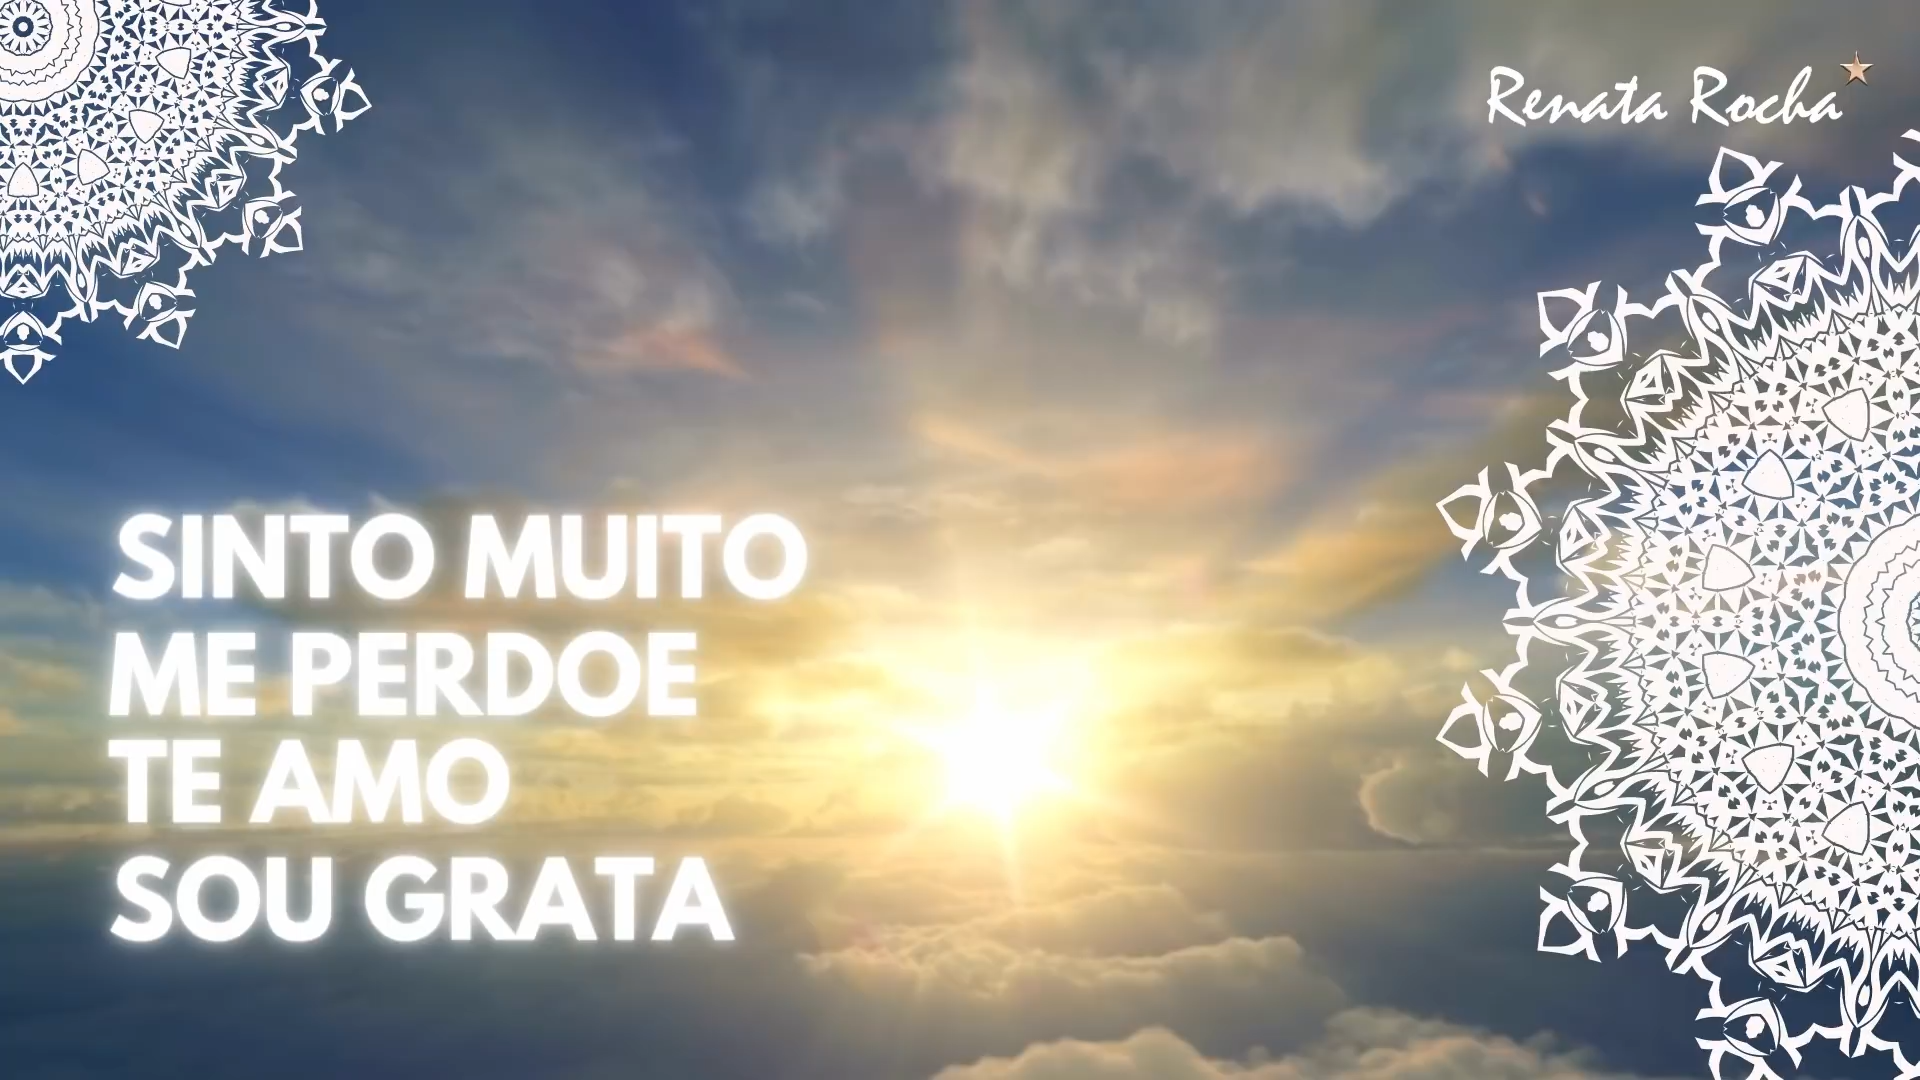 Renata Rocha
SINTO MUITO
ME PERDOE
TE AMO
SOU GRATA